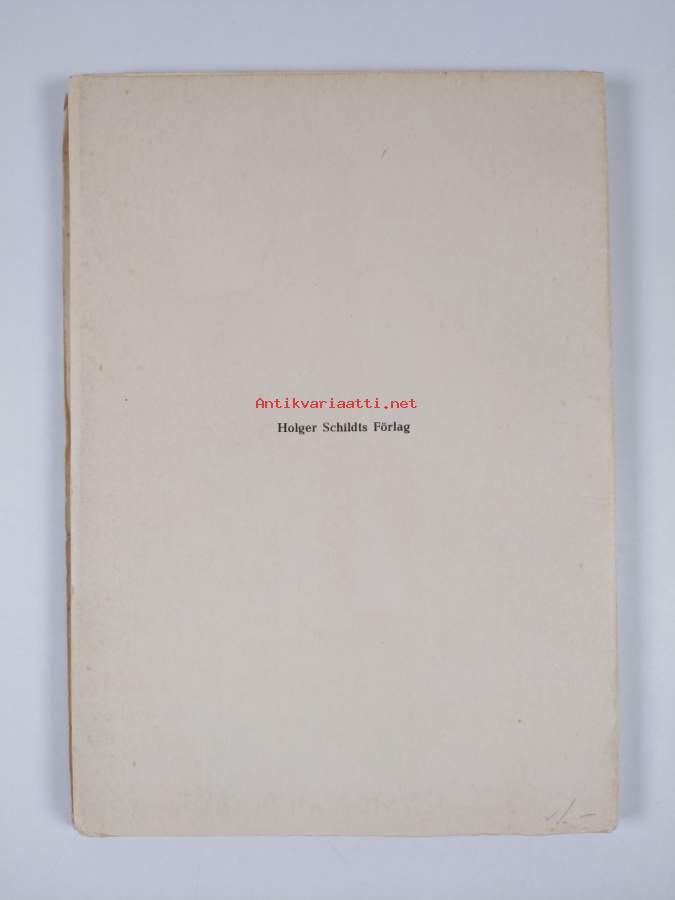 Antikvariaatti.net
Holger Schildts Förlag